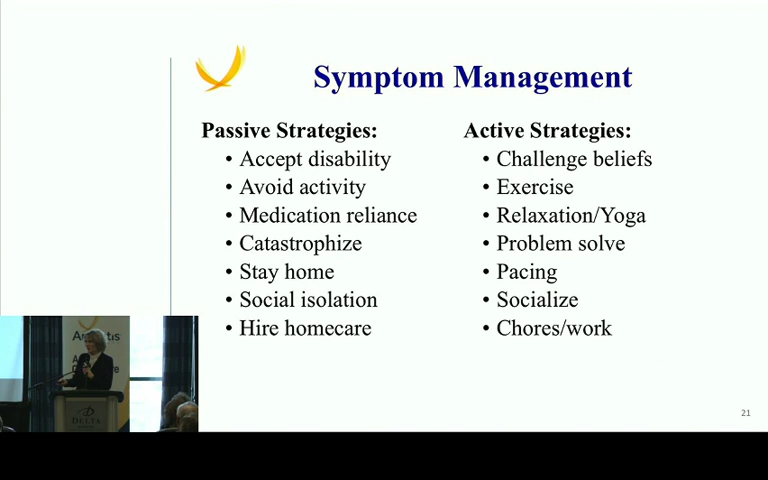 Symptom Management
Passive Strategies:
• Accept disability
• Avoid activity
• Medication reliance
• Catastrophize
• Stay home
• Social isolation
• Hire homecare
Active Strategies:
• Challenge beliefs
• Exercise
• Relaxation/Yoga
• Problem solve
• Pacing
• Socialize
• Chores/work
DELTA
21